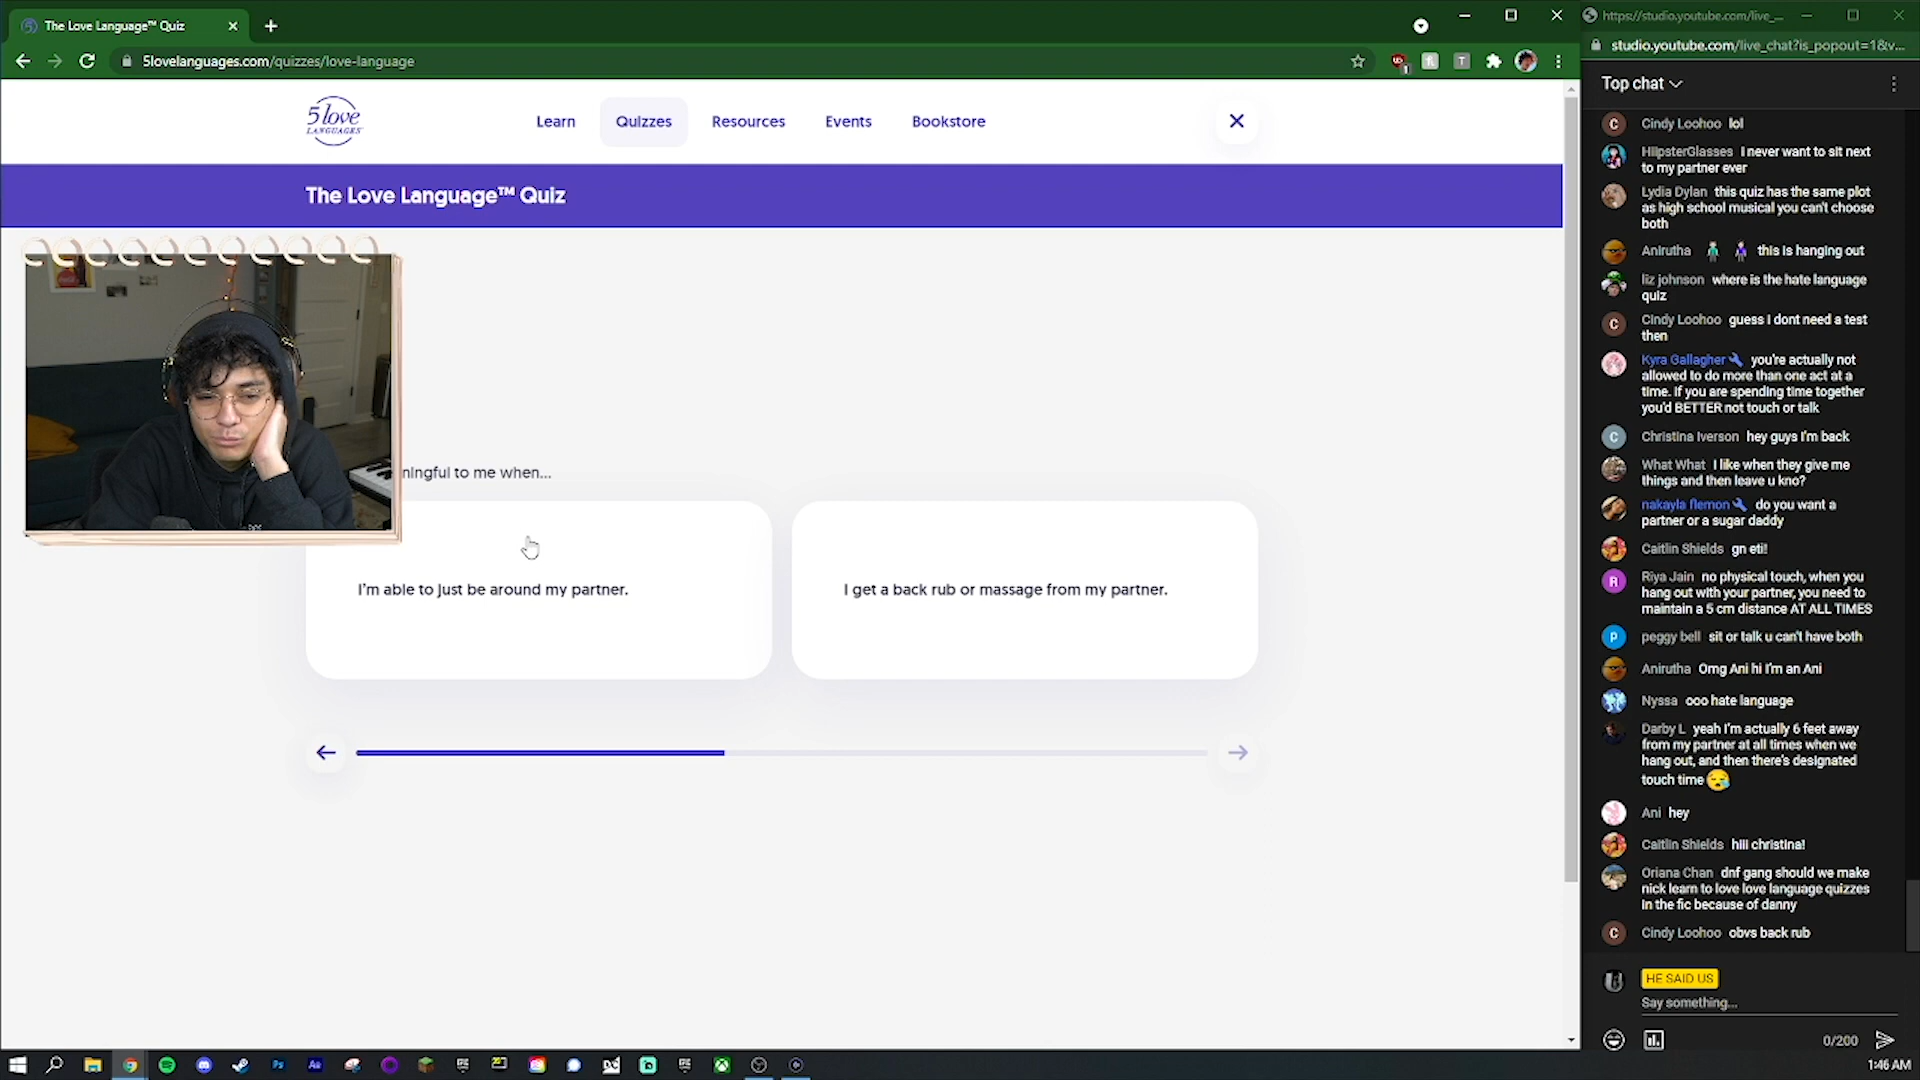 The Love Language™ Quiz
https://studio.youtube.com/live_...
5lovelanguages.com/quizzes/love-language
studio.youtube.com/live_chat?is_popout=1&v...
5 love
LANGUAGES
Learn
Quizzes
Resources
Events
Bookstore
The Love Language™ Quiz
ningful to me when...
I'm able to just be around my partner.
I get a back rub or massage from my partner.
Top chat
Cindy Loohoo lol
HiipsterGlasses I never want to sit next
to my partner ever
Lydia Dylan this quiz has the same plot
as high school musical you can't choose
both
Anirutha this is hanging out
liz johnson where is the hate language
quiz
Cindy Loohoo guess I dont need a test
then
Kyra Gallagher you're actually not
allowed to do more than one act at a
time. If you are spending time together
you'd BETTER not touch or talk
Christina Iverson hey guys I'm back
What What I like when they give me
things and then leave u kno?
nakayla flemon do you want a
partner or a sugar daddy
Caitlin Shields gn eti!
Riya Jain no physical touch, when you
hang out with your partner, you need to
maintain a 5 cm distance AT ALL TIMES
peggy bell sit or talk u can't have both
Anirutha Omg Ani hi I'm an Ani
Nyssa ooo hate language
Darby L yeah I'm actually 6 feet away
from my partner at all times when we
hang out, and then there's designated
touch time
Ani hey
Caitlin Shields hiii christina!
Oriana Chan dnf gang should we make
nick learn to love love language quizzes
in the fic because of danny
Cindy Loohoo obvs back rub
HE SAID US
Say something...
0/200
1:46 AM